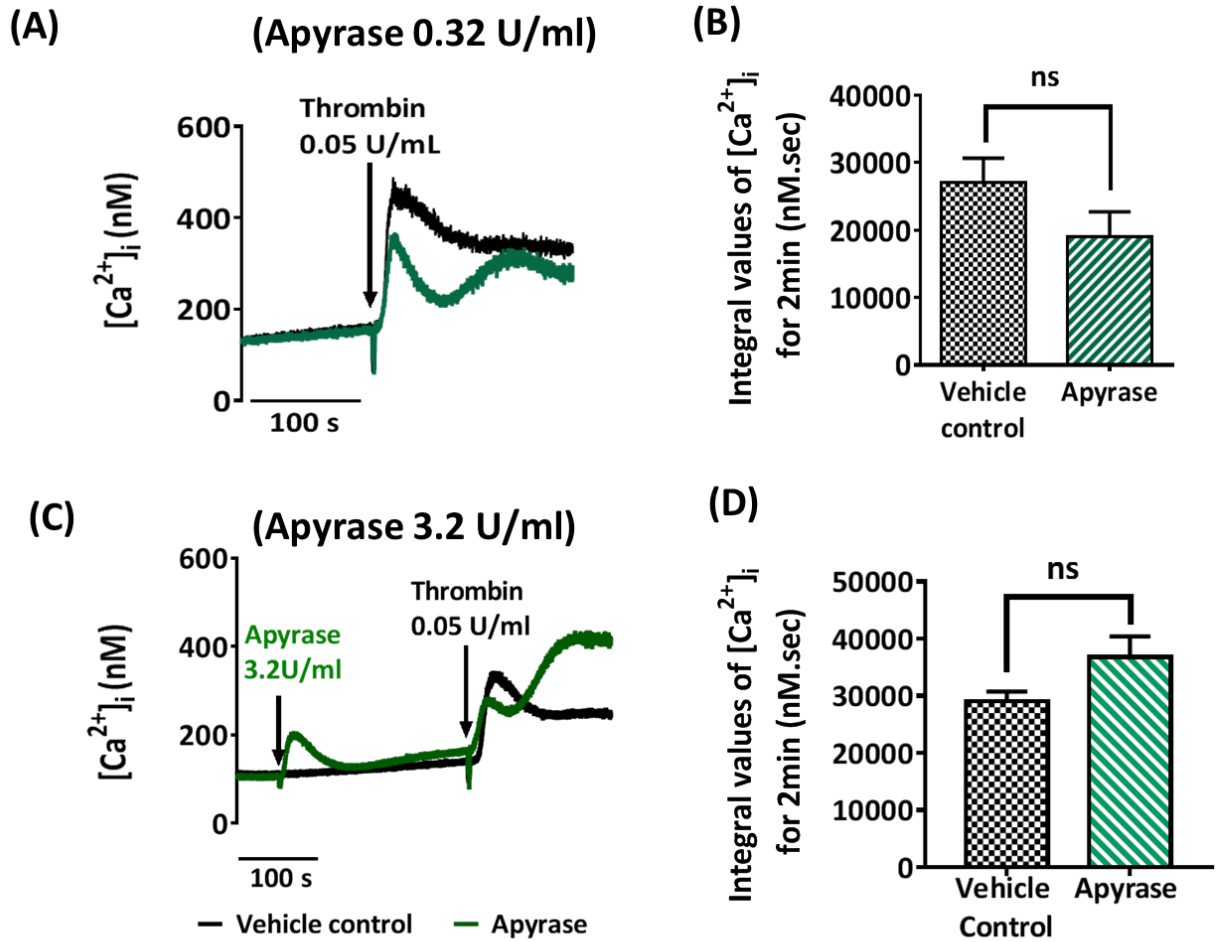 (A)
(Apyrase 0.32 U/ml)
Thrombin
0.05 U/mL
[Ca²⁺]ᵢ (nM)
600
400
200
0
100 s
(B)
ns
Integral values of [Ca²⁺]ᵢ
for 2min (nM.sec)
40000
30000
20000
10000
0
Vehicle
control
Apyrase
(C)
(Apyrase 3.2 U/ml)
Thrombin
0.05 U/ml
Apyrase
3.2U/ml
[Ca²⁺]ᵢ (nM)
600
400
200
0
100 s
Vehicle control
Apyrase
(D)
ns
Integral values of [Ca²⁺]ᵢ
for 2min (nM.sec)
50000
40000
30000
20000
10000
0
Vehicle
Control
Apyrase